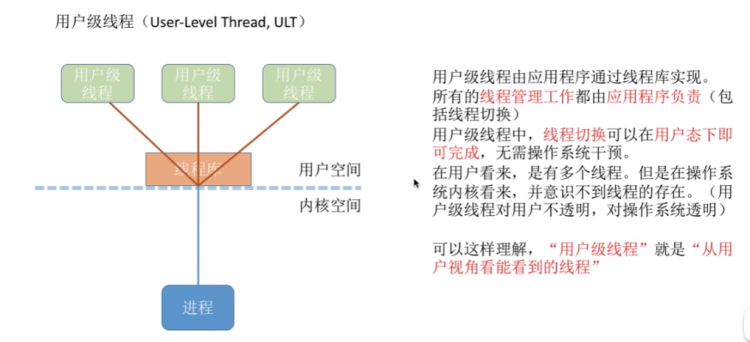 用户级线程（User-Level Thread, ULT）
用户级
线程
用户级
线程
用户级
线程
线程库
用户空间
内核空间
进程
用户级线程由应用程序通过线程库实现。
所有的线程管理工作都由应用程序负责（包
括线程切换）
用户级线程中，线程切换可以在用户态下即
可完成，无需操作系统干预。
在用户看来，是有多个线程。但是在操作系
统内核看来，并意识不到线程的存在。（用
户级线程对用户不透明，对操作系统透明）
可以这样理解，“用户级线程”就是“从用
户视角看能看到的线程”